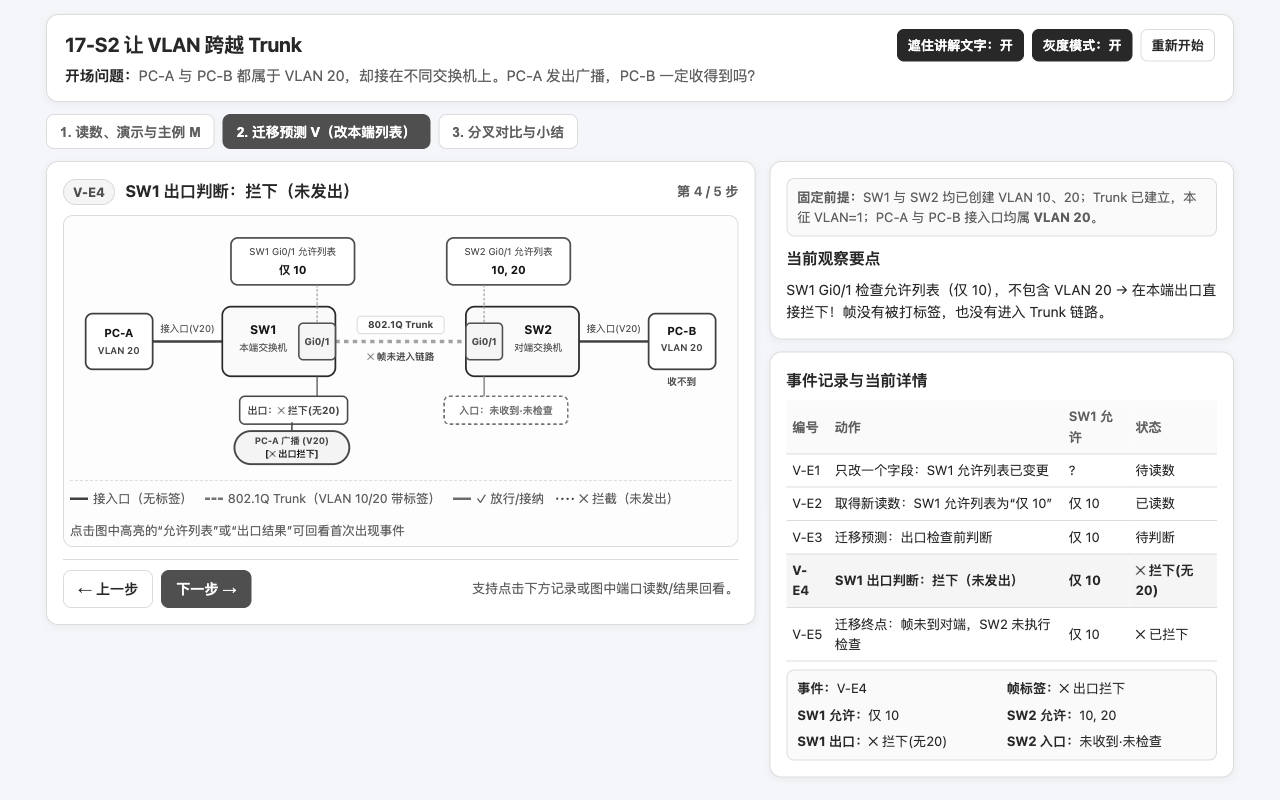 17-S2 让 VLAN 跨越 Trunk
开场问题：PC-A 与 PC-B 都属于 VLAN 20，却接在不同交换机上。PC-A 发出广播，PC-B 一定收得到吗?
遮住讲解文字：开
灰度模式：开
重新开始
1. 读数、演示与主例 M
2. 迁移预测 V（改本端列表）
3. 分叉对比与小结
V-E4
SW1 出口判断：拦下（未发出）
第 4 / 5 步
SW1 Gi0/1 允许列表
仅 10
SW2 Gi0/1 允许列表
10, 20
PC-A
VLAN 20
接入口(V20)
SW1
本端交换机
Gi0/1
802.1Q Trunk
✕ 帧未进入链路
Gi0/1
SW2
对端交换机
接入口(V20)
PC-B
VLAN 20
收不到
出口：✕ 拦下(无20)
入口：未收到·未检查
PC-A 广播 (V20)
[✕ 出口拦下]
接入口（无标签）
802.1Q Trunk（VLAN 10/20 带标签）
✓ 放行/接纳
✕ 拦截（未发出）
点击图中高亮的“允许列表”或“出口结果”可回看首次出现事件
← 上一步
下一步 →
支持点击下方记录或图中端口读数/结果回看。
固定前提：SW1 与 SW2 均已创建 VLAN 10、20；Trunk 已建立，本
征 VLAN=1；PC-A 与 PC-B 接入口均属 VLAN 20。
当前观察要点
SW1 Gi0/1 检查允许列表（仅 10），不包含 VLAN 20 → 在本端出口直
接拦下！帧没有被打标签，也没有进入 Trunk 链路。
事件记录与当前详情
编号 动作 SW1 允
许 状态
V-E1 只改一个字段：SW1 允许列表已变更 ? 待读数
V-E2 取得新读数：SW1 允许列表为“仅 10” 仅 10 已读数
V-E3 迁移预测：出口检查前判断 仅 10 待判断
V-
E4 SW1 出口判断：拦下（未发出） 仅 10 ✕ 拦下(无
20)
V-E5 迁移终点：帧未到对端，SW2 未执行
检查 仅 10 ✕ 已拦下
事件：V-E4
帧标签：✕ 出口拦下
SW1 允许：仅 10
SW2 允许：10, 20
SW1 出口：✕ 拦下(无20)
SW2 入口：未收到·未检查